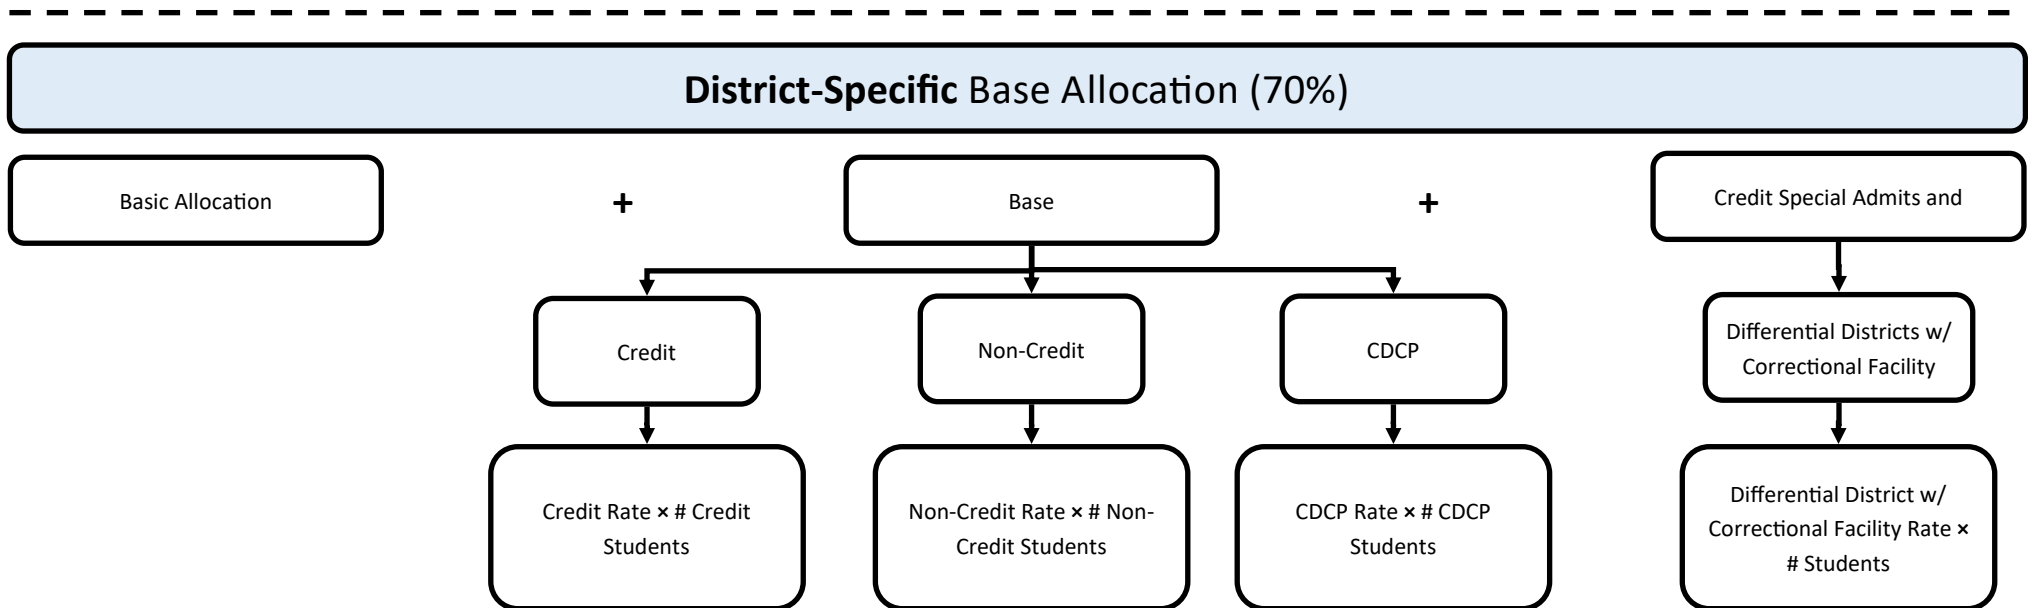 District-Specific Base Allocation (70%)
Basic Allocation
+
Base
+
Credit Special Admits and
Credit
Non-Credit
CDCP
Differential Districts w/
Correctional Facility
Credit Rate × # Credit
Students
Non-Credit Rate × # Non-
Credit Students
CDCP Rate × # CDCP
Students
Differential District w/
Correctional Facility Rate ×
# Students